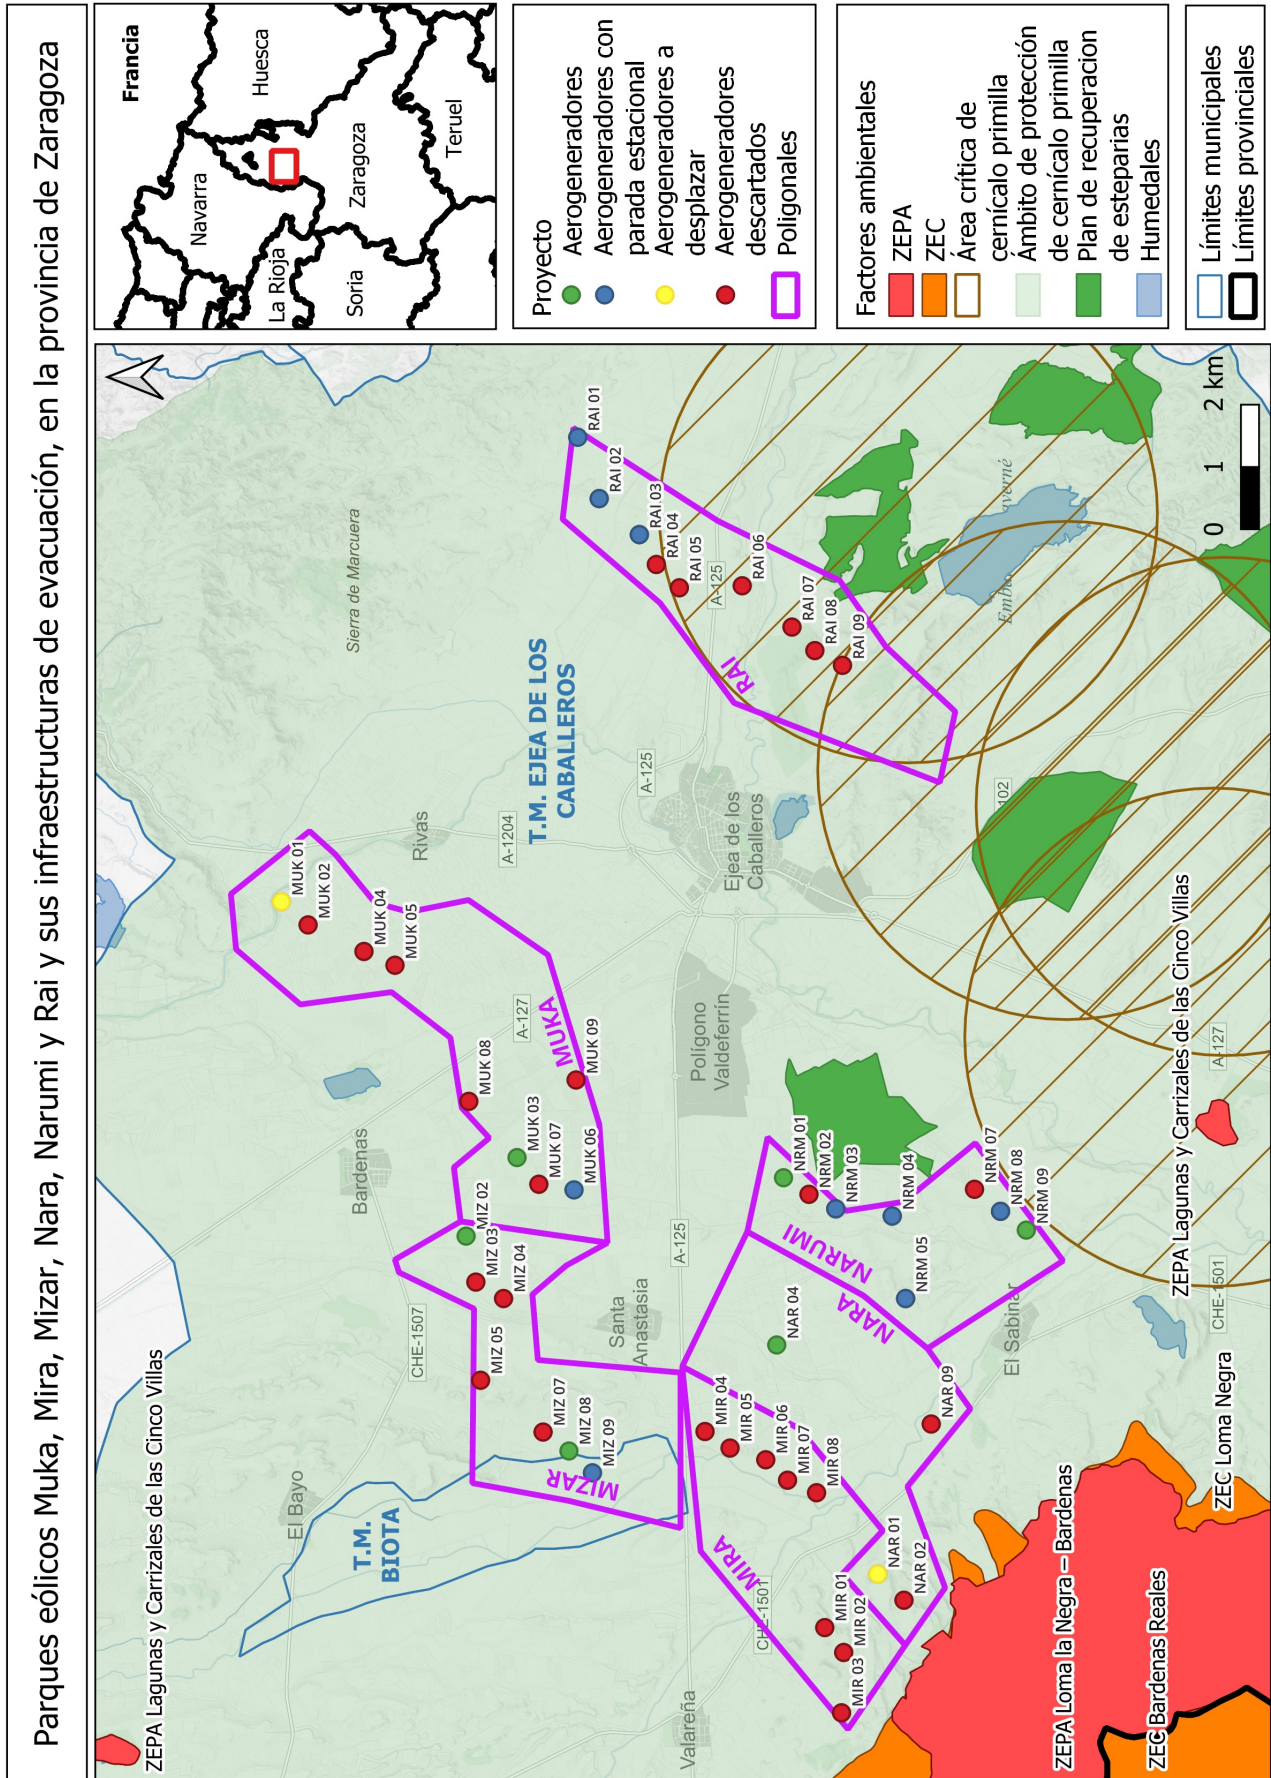 Parques eólicos Muka, Mira, Mizar, Nara, Narumi y Rai y sus infraestructuras de evacuación, en la provincia de Zaragoza
ZEPA Lagunas y Carrizales de las Cinco Villas
El Bayo
T.M.
BIOTA
Bardenas
CHE-1507
Sierra de Marcuera
Rivas
A-1204
A-127
T.M. EJEA DE LOS
CABALLEROS
MUK 01
MUK 02
MUK 04
MUK 05
MUK 08
MUKA
MUK 09
MUK 03
MUK 07
MUK 06
MIZ 02
MIZ 03
MIZ 04
MIZ 05
MIZ 07
MIZ 08
MIZ 09
MIZAR
Santa
Anastasia
A-125
Polígono
Valdeferrín
A-125
Ejea de los
Caballeros
RAI 01
RAI 02
RAI 03
RAI 04
RAI 05
RAI 06
A-125
RAI 07
RAI 08
RAI 09
RAI
Valareña
CHE-1501
MIRA
MIR 04
MIR 05
MIR 06
MIR 07
MIR 08
MIR 01
MIR 02
MIR 03
NAR 01
NAR 02
NAR 04
NAR 09
NARA
NARUMI
NRM 01
NRM 02
NRM 03
NRM 04
NRM 05
NRM 07
NRM 08
NRM 09
El Sabinar
102
ZEPA Lagunas y Carrizales de las Cinco Villas
A-127
CHE-1501
ZEPA Loma la Negra – Bardenas
ZEC Bardenas Reales
ZEC Loma Negra
0 1 2 km
Francia
Navarra
Huesca
La Rioja
Soria
Zaragoza
Teruel
Proyecto
Aerogeneradores
Aerogeneradores con
parada estacional
Aerogeneradores a
desplazar
Aerogeneradores
descartados
Poligonales
Factores ambientales
ZEPA
ZEC
Área crítica de
cernícalo primilla
Ámbito de protección
de cernícalo primilla
Plan de recuperacion
de esteparias
Humedales
Límites municipales
Límites provinciales